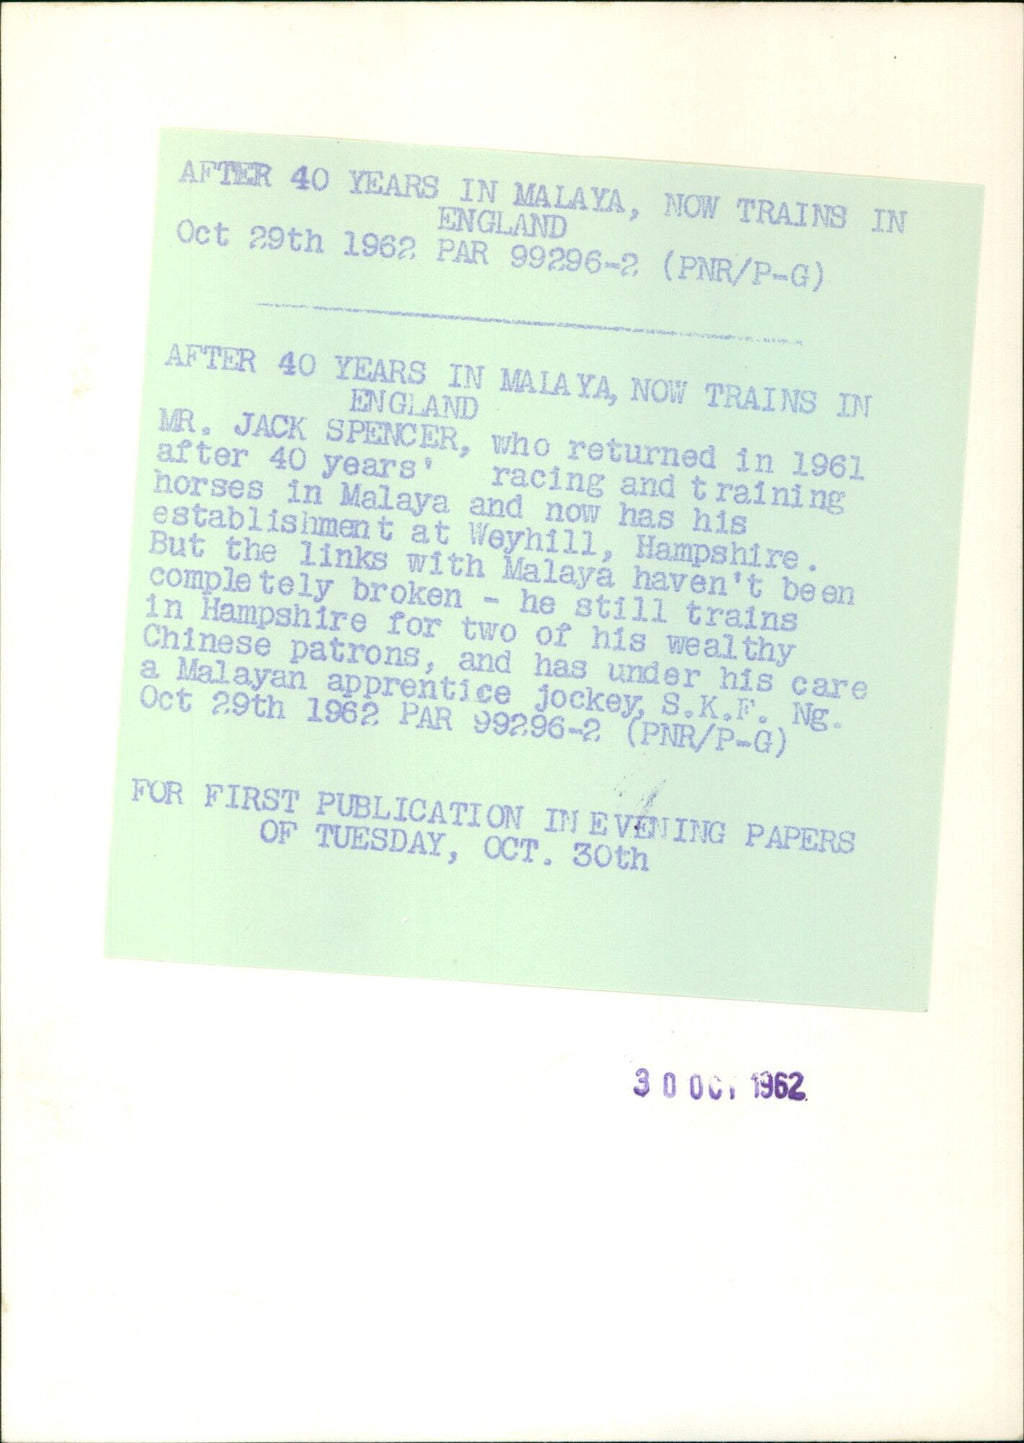 AFTER 40 YEARS IN MALAYA, NOW TRAINS IN
ENGLAND
Oct 29th 1962 PAR 99296-2 (PNR/P-G)
AFTER 40 YEARS IN MALAYA, NOW TRAINS IN
ENGLAND
MR. JACK SPENCER, who returned in 1961
after 40 years' racing and training
horses in Malaya and now has his
establishment at Weyhill, Hampshire.
But the links with Malaya haven't been
completely broken - he still trains
in Hampshire for two of his wealthy
Chinese patrons, and has under his care
a Malayan apprentice jockey, S.K.F. Ng.
Oct 29th 1962 PAR 99296-2 (PNR/P-G)
FOR FIRST PUBLICATION IN EVENING PAPERS
OF TUESDAY, OCT. 30th
30 OCT 1962